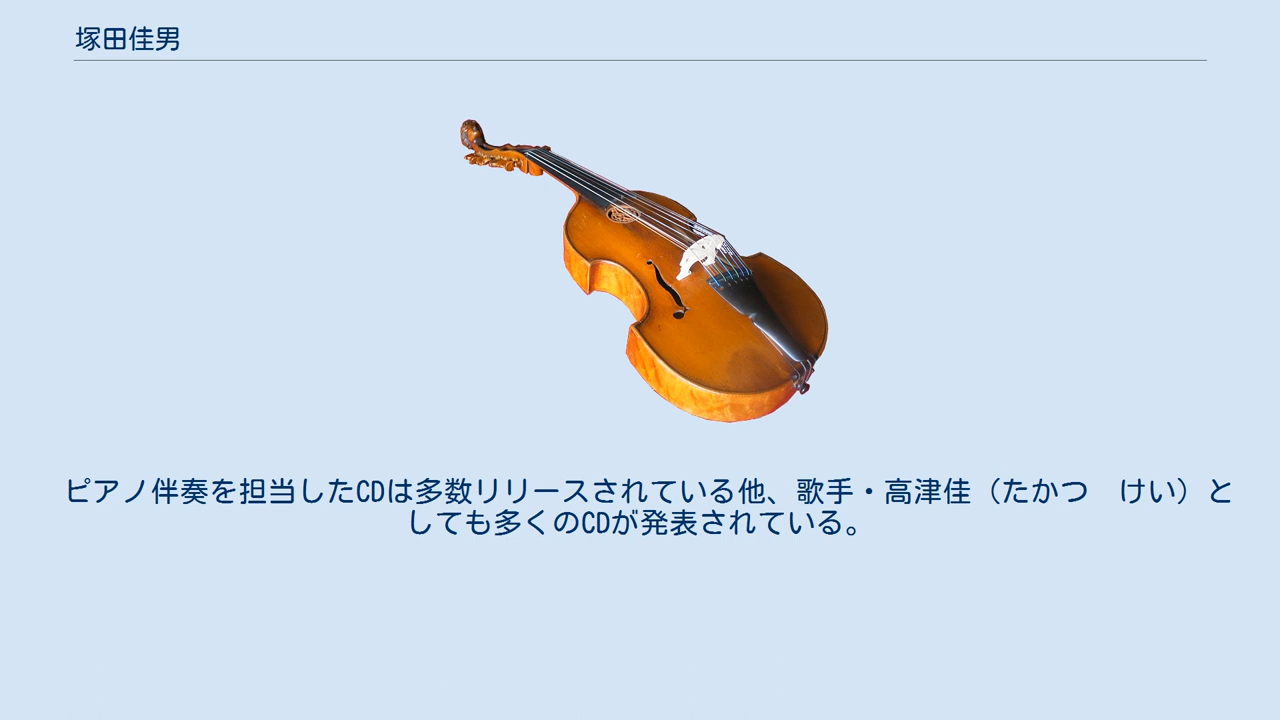 塚田佳男
ピアノ伴奏を担当したCDは多数リリースされている他、歌手・高津佳（たかつ　けい）と
しても多くのCDが発表されている。